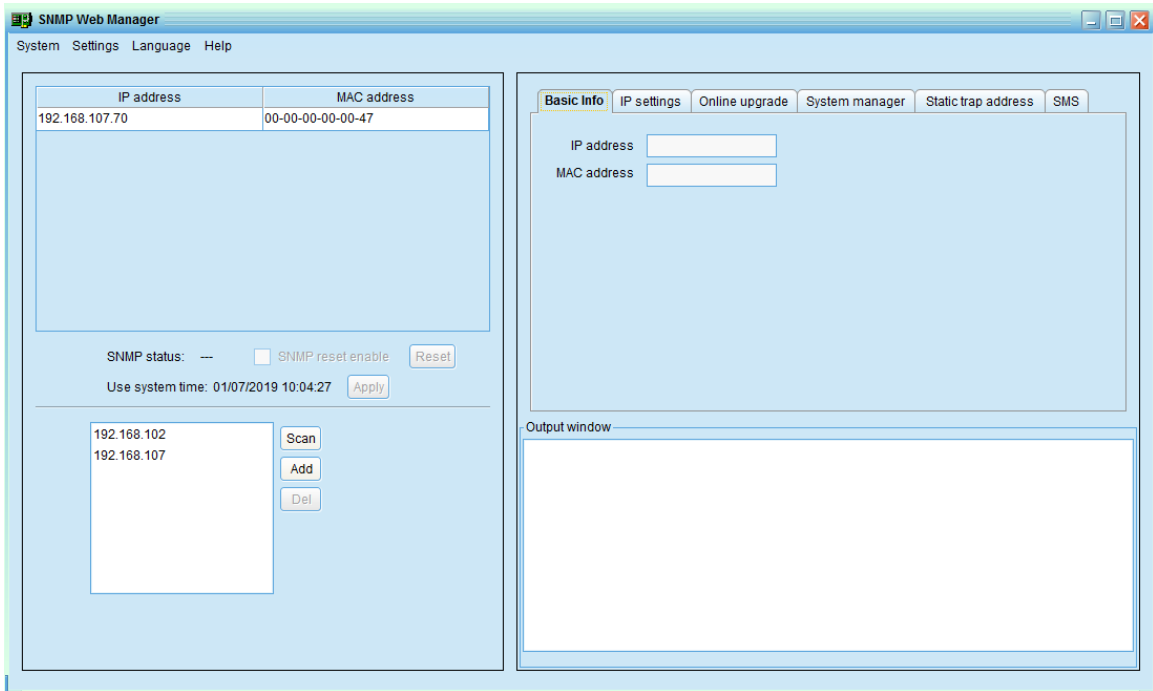 SNMP Web Manager
System Settings Language Help
IP address MAC address
192.168.107.70 00-00-00-00-00-47
SNMP status: --- SNMP reset enable Reset
Use system time: 01/07/2019 10:04:27 Apply
192.168.102
192.168.107
Scan
Add
Del
Basic Info IP settings Online upgrade System manager Static trap address SMS
IP address
MAC address
Output window